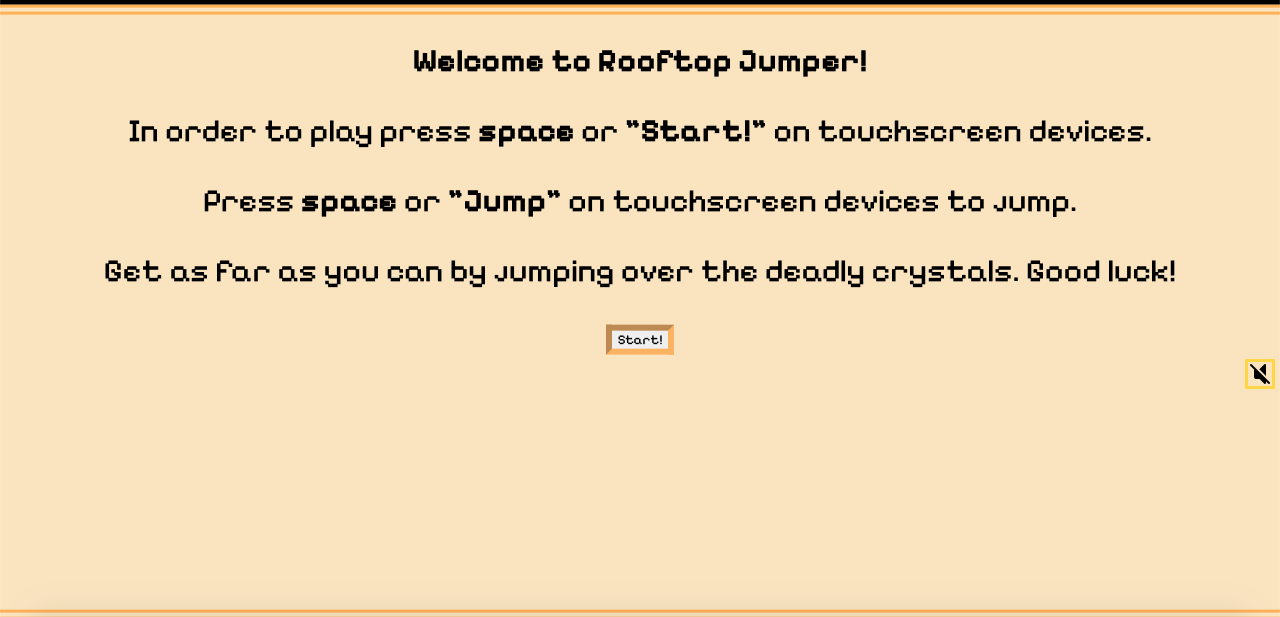 Welcome to Rooftop Jumper!
In order to play press space or "Start!" on touchscreen devices.
Press space or "Jump" on touchscreen devices to jump.
Get as far as you can by jumping over the deadly crystals. Good luck!
Start!